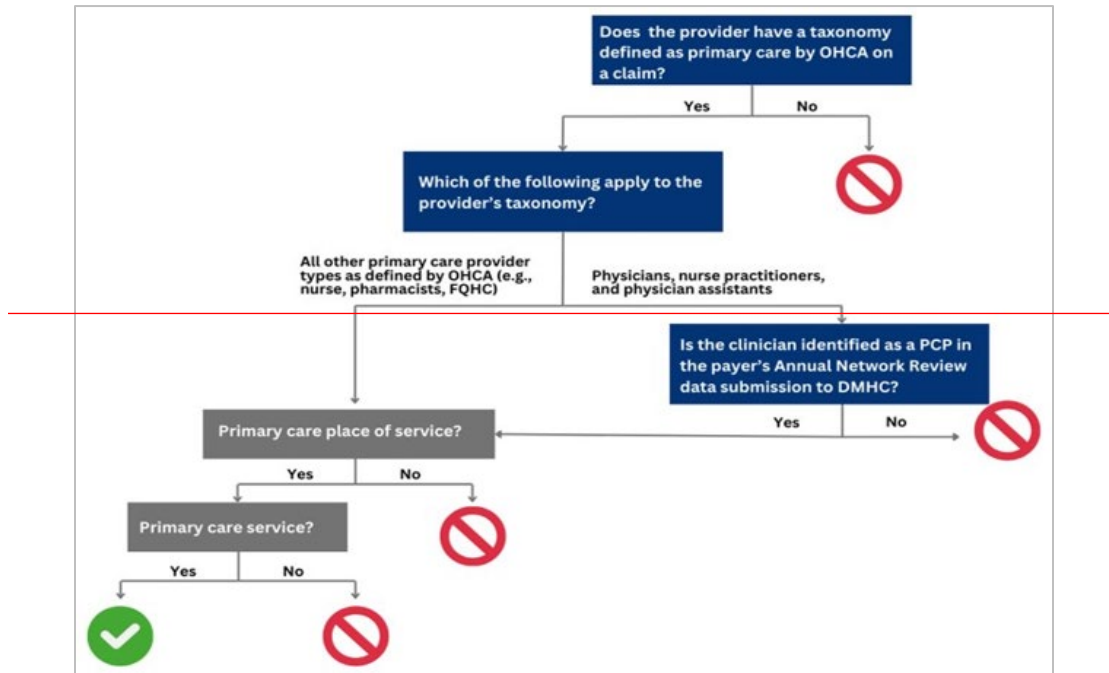 Does the provider have a taxonomy
defined as primary care by OHCA on
a claim?
Yes
No
Which of the following apply to the
provider's taxonomy?
All other primary care provider
types as defined by OHCA (e.g.,
nurse, pharmacists, FQHC)
Physicians, nurse practitioners,
and physician assistants
Is the clinician identified as a PCP in
the payer's Annual Network Review
data submission to DMHC?
Yes
No
Primary care place of service?
Yes
No
Primary care service?
Yes
No